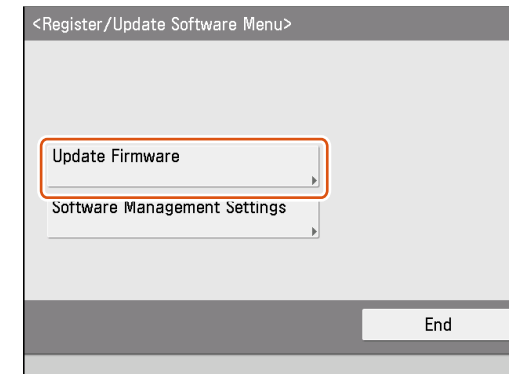 <Register/Update Software Menu>
Update Firmware
Software Management Settings
End